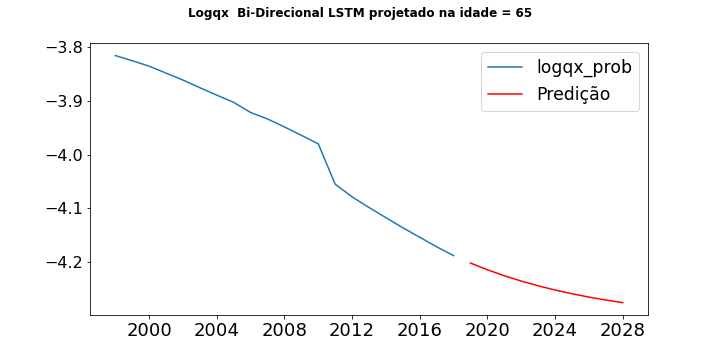 Logqx  Bi-Direcional LSTM projetado na idade = 65
logqx_prob
Predição
−3.8
−3.9
−4.0
−4.1
−4.2
2000 2004 2008 2012 2016 2020 2024 2028